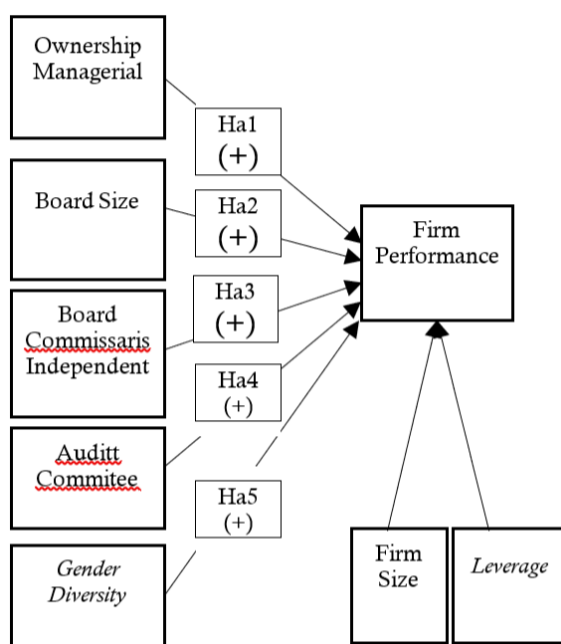 Ownership
Managerial
Ha1
(+)
Board Size
Ha2
(+)
Firm
Performance
Board
Commissaris
Independent
Ha3
(+)
Ha4
(+)
Auditt
Commitee
Ha5
(+)
Gender
Diversity
Firm
Size
Leverage